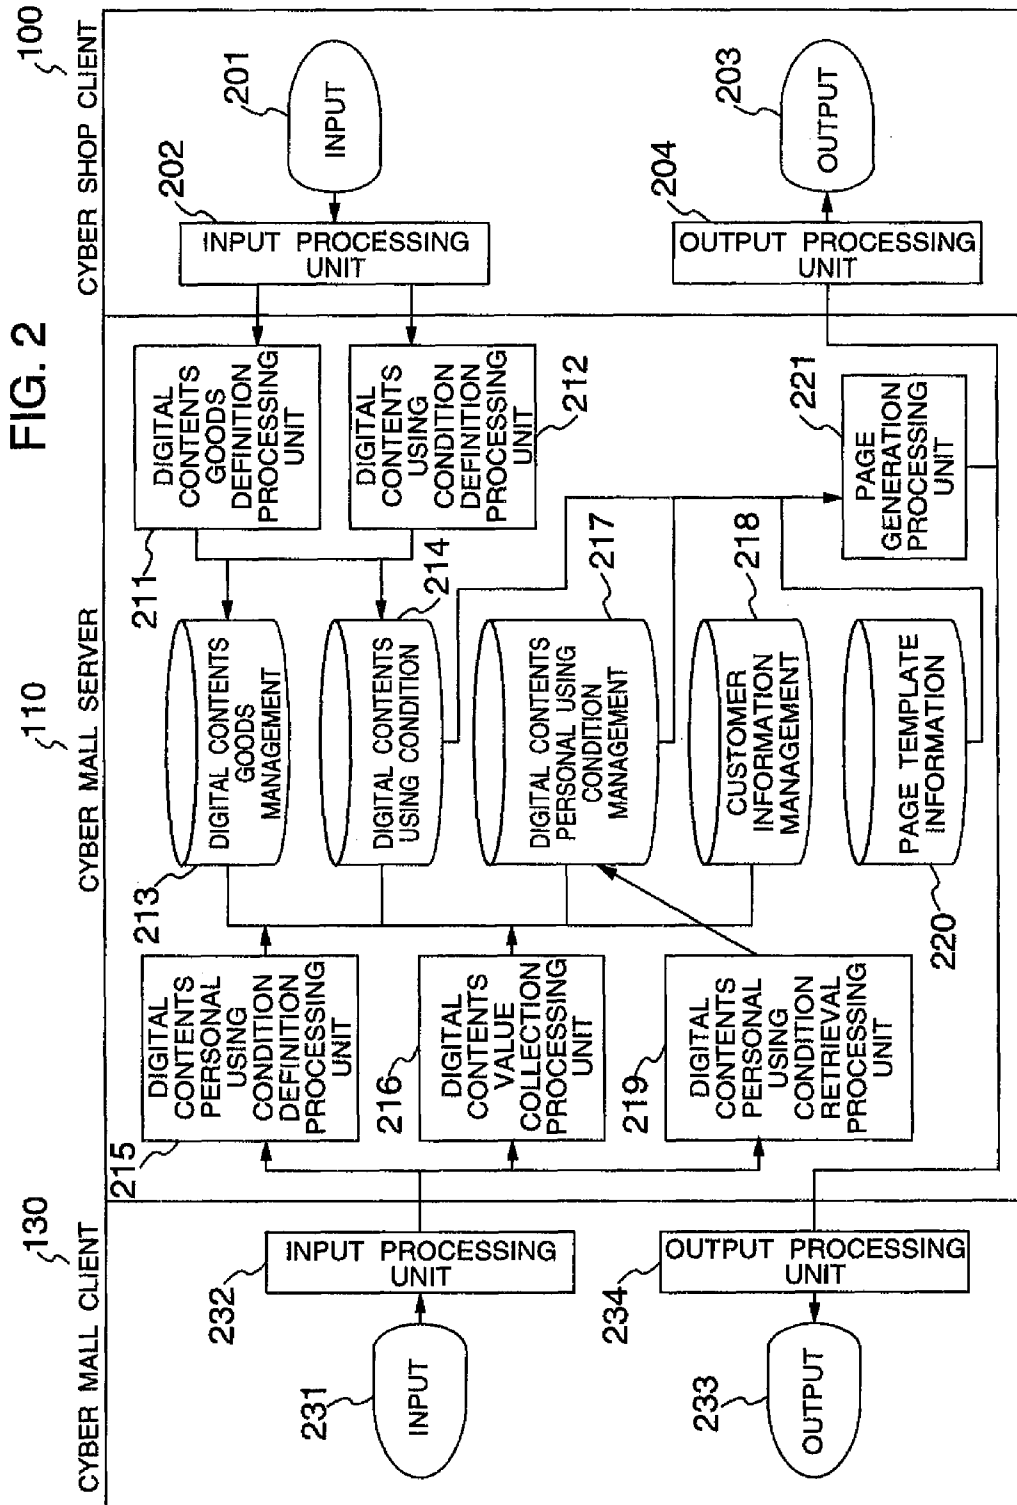 FIG. 2
CYBER MALL CLIENT
130
CYBER MALL SERVER
110
CYBER SHOP CLIENT
100
231
INPUT
232
INPUT PROCESSING
UNIT
233
OUTPUT
234
OUTPUT PROCESSING
UNIT
215
DIGITAL
CONTENTS
PERSONAL
USING
CONDITION
DEFINITION
PROCESSING
UNIT
216
DIGITAL
CONTENTS
VALUE
COLLECTION
PROCESSING
UNIT
219
DIGITAL
CONTENTS
PERSONAL
USING
CONDITION
RETRIEVAL
PROCESSING
UNIT
213
DIGITAL CONTENTS
GOODS
MANAGEMENT
214
DIGITAL CONTENTS
USING CONDITION
217
DIGITAL CONTENTS
PERSONAL USING
CONDITION
MANAGEMENT
218
CUSTOMER
INFORMATION
MANAGEMENT
220
PAGE TEMPLATE
INFORMATION
211
DIGITAL
CONTENTS
GOODS
DEFINITION
PROCESSING
UNIT
212
DIGITAL
CONTENTS
USING
CONDITION
DEFINITION
PROCESSING
UNIT
221
PAGE
GENERATION
PROCESSING
UNIT
202
INPUT PROCESSING
UNIT
201
INPUT
204
OUTPUT PROCESSING
UNIT
203
OUTPUT